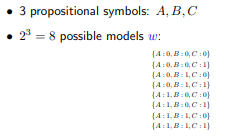 • 3 propositional symbols: A, B, C
• 2³ = 8 possible models w:
{A : 0, B : 0, C : 0}
{A : 0, B : 0, C : 1}
{A : 0, B : 1, C : 0}
{A : 0, B : 1, C : 1}
{A : 1, B : 0, C : 0}
{A : 1, B : 0, C : 1}
{A : 1, B : 1, C : 0}
{A : 1, B : 1, C : 1}